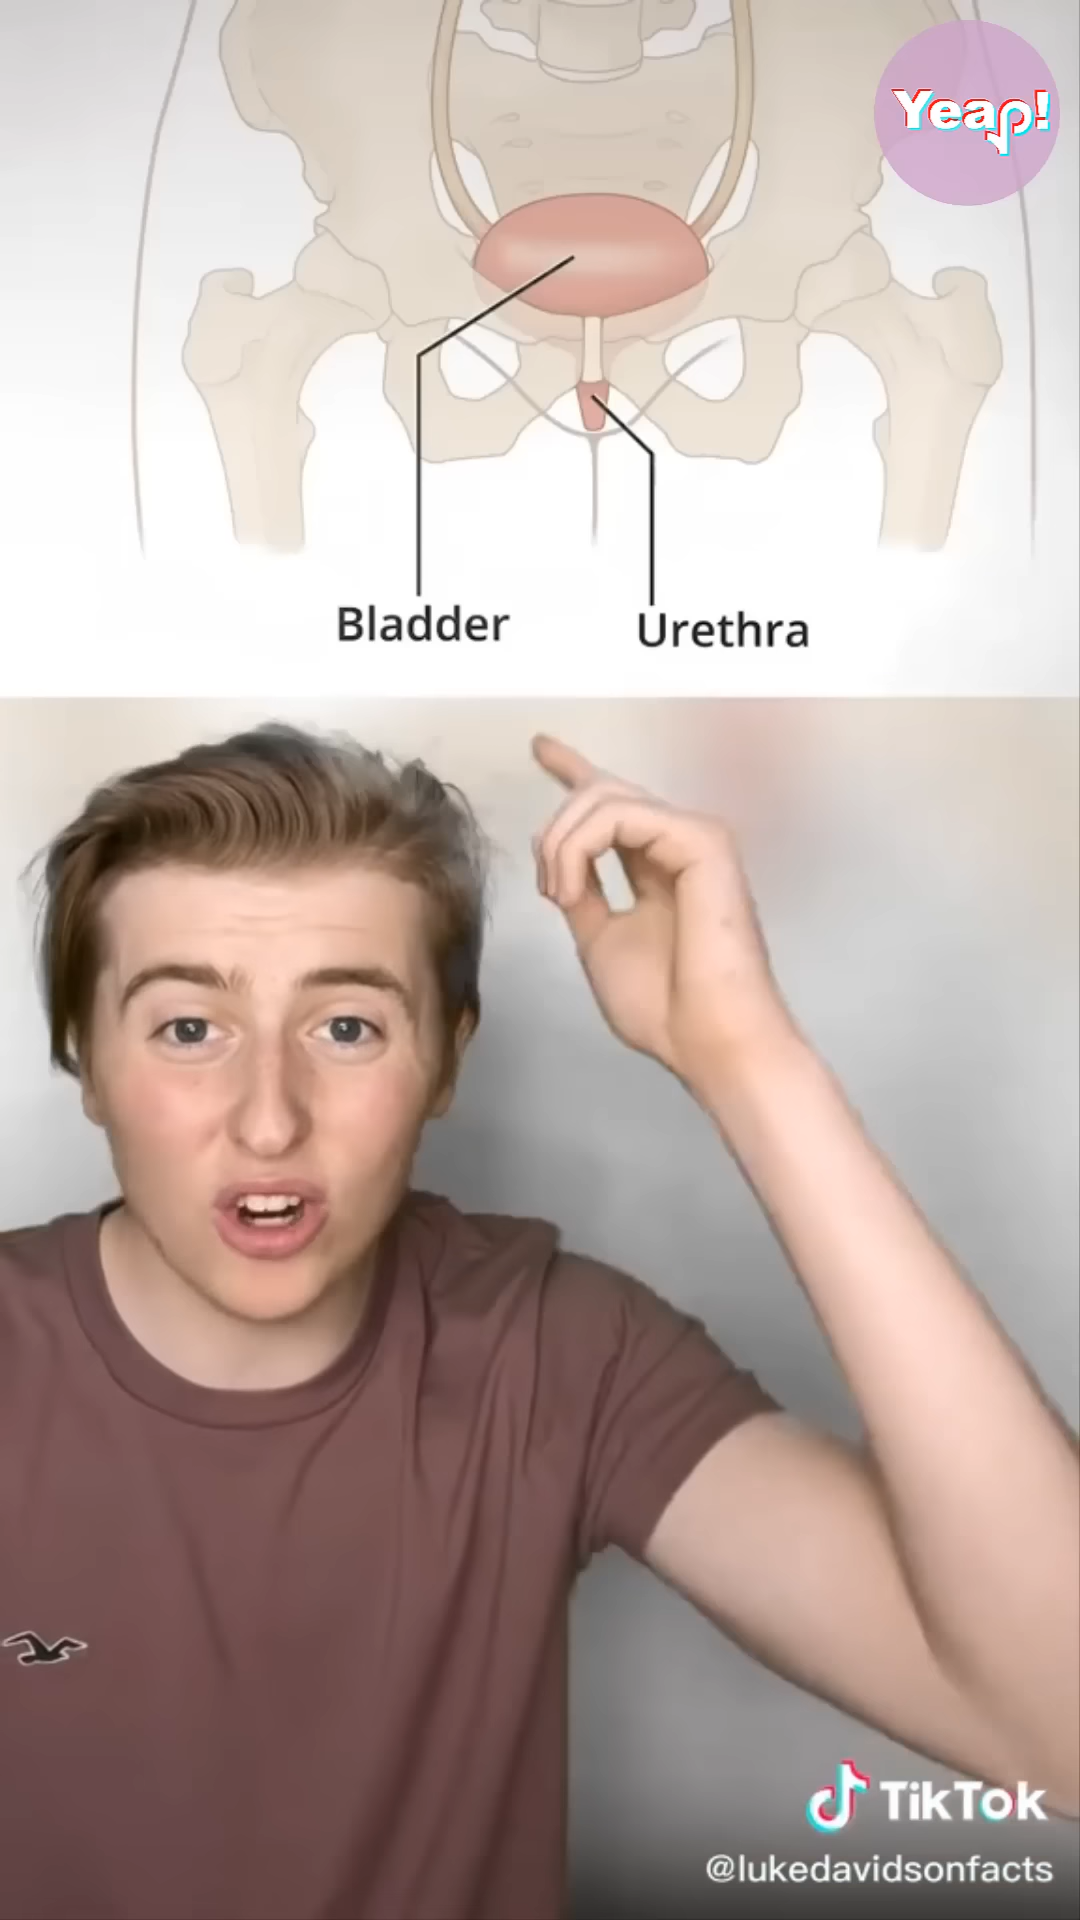 Yeap!
Bladder
Urethra
TikTok
@lukedavidsonfacts